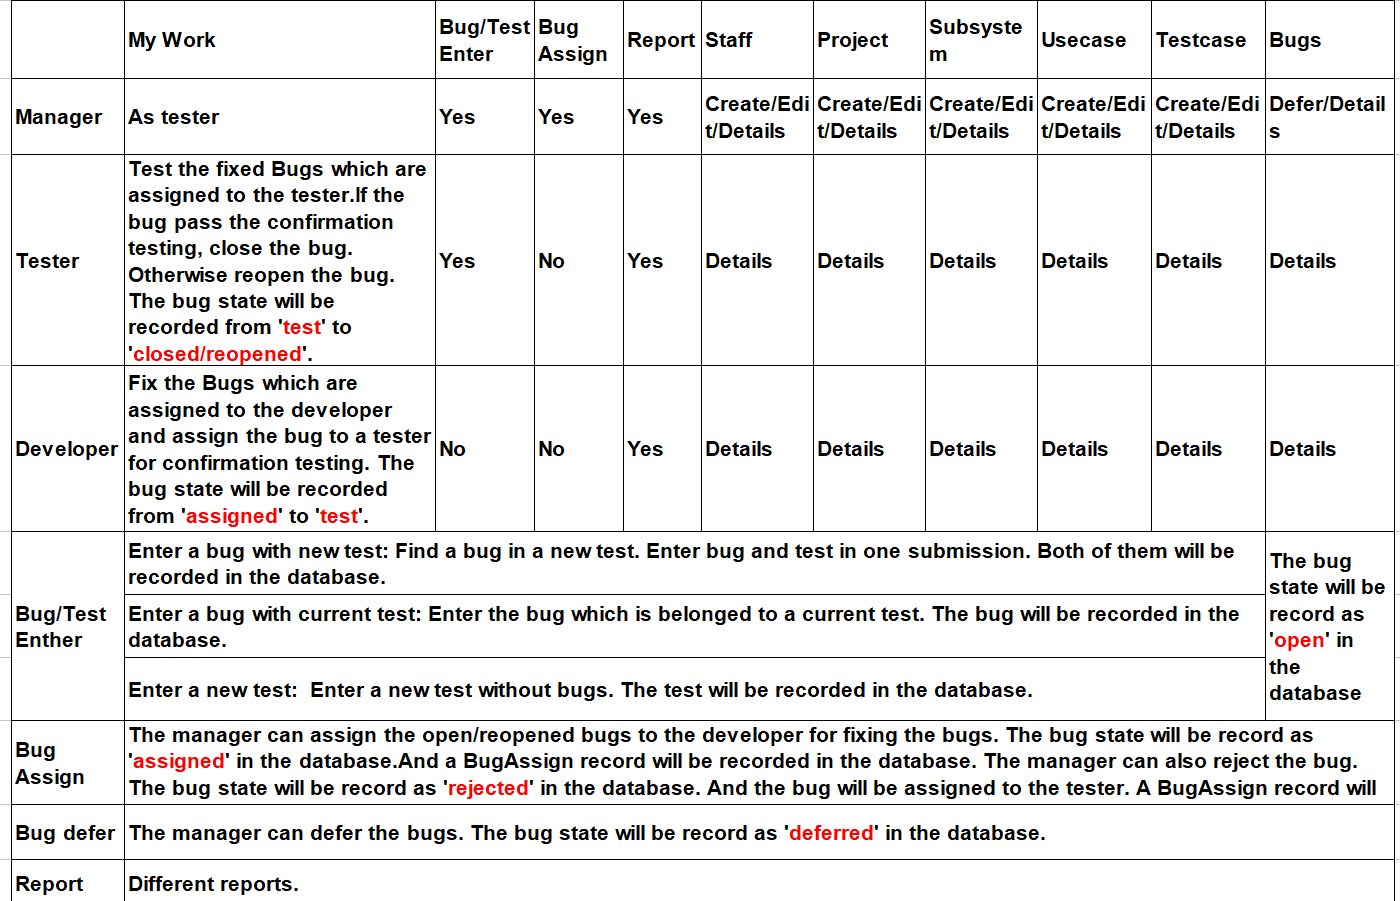 My Work
Bug/Test
Enter
Bug
Assign
Report
Staff
Project
Subsyste
m
Usecase
Testcase
Bugs
Manager
As tester
Yes
Yes
Yes
Create/Edi
t/Details
Create/Edi
t/Details
Create/Edi
t/Details
Create/Edi
t/Details
Create/Edi
t/Details
Defer/Detail
s
Tester
Test the fixed Bugs which are
assigned to the tester.If the
bug pass the confirmation
testing, close the bug.
Otherwise reopen the bug.
The bug state will be
recorded from 'test' to
'closed/reopened'.
Yes
No
Yes
Details
Details
Details
Details
Details
Details
Developer
Fix the Bugs which are
assigned to the developer
and assign the bug to a tester
for confirmation testing. The
bug state will be recorded
from 'assigned' to 'test'.
No
No
Yes
Details
Details
Details
Details
Details
Details
Bug/Test
Enther
Enter a bug with new test: Find a bug in a new test. Enter bug and test in one submission. Both of them will be
recorded in the database.
Enter a bug with current test: Enter the bug which is belonged to a current test. The bug will be recorded in the
database.
Enter a new test:  Enter a new test without bugs. The test will be recorded in the database.
The bug
state will be
record as
'open' in
the
database
Bug
Assign
The manager can assign the open/reopened bugs to the developer for fixing the bugs. The bug state will be record as
'assigned' in the database.And a BugAssign record will be recorded in the database. The manager can also reject the bug.
The bug state will be record as 'rejected' in the database. And the bug will be assigned to the tester. A BugAssign record will
Bug defer
The manager can defer the bugs. The bug state will be record as 'deferred' in the database.
Report
Different reports.